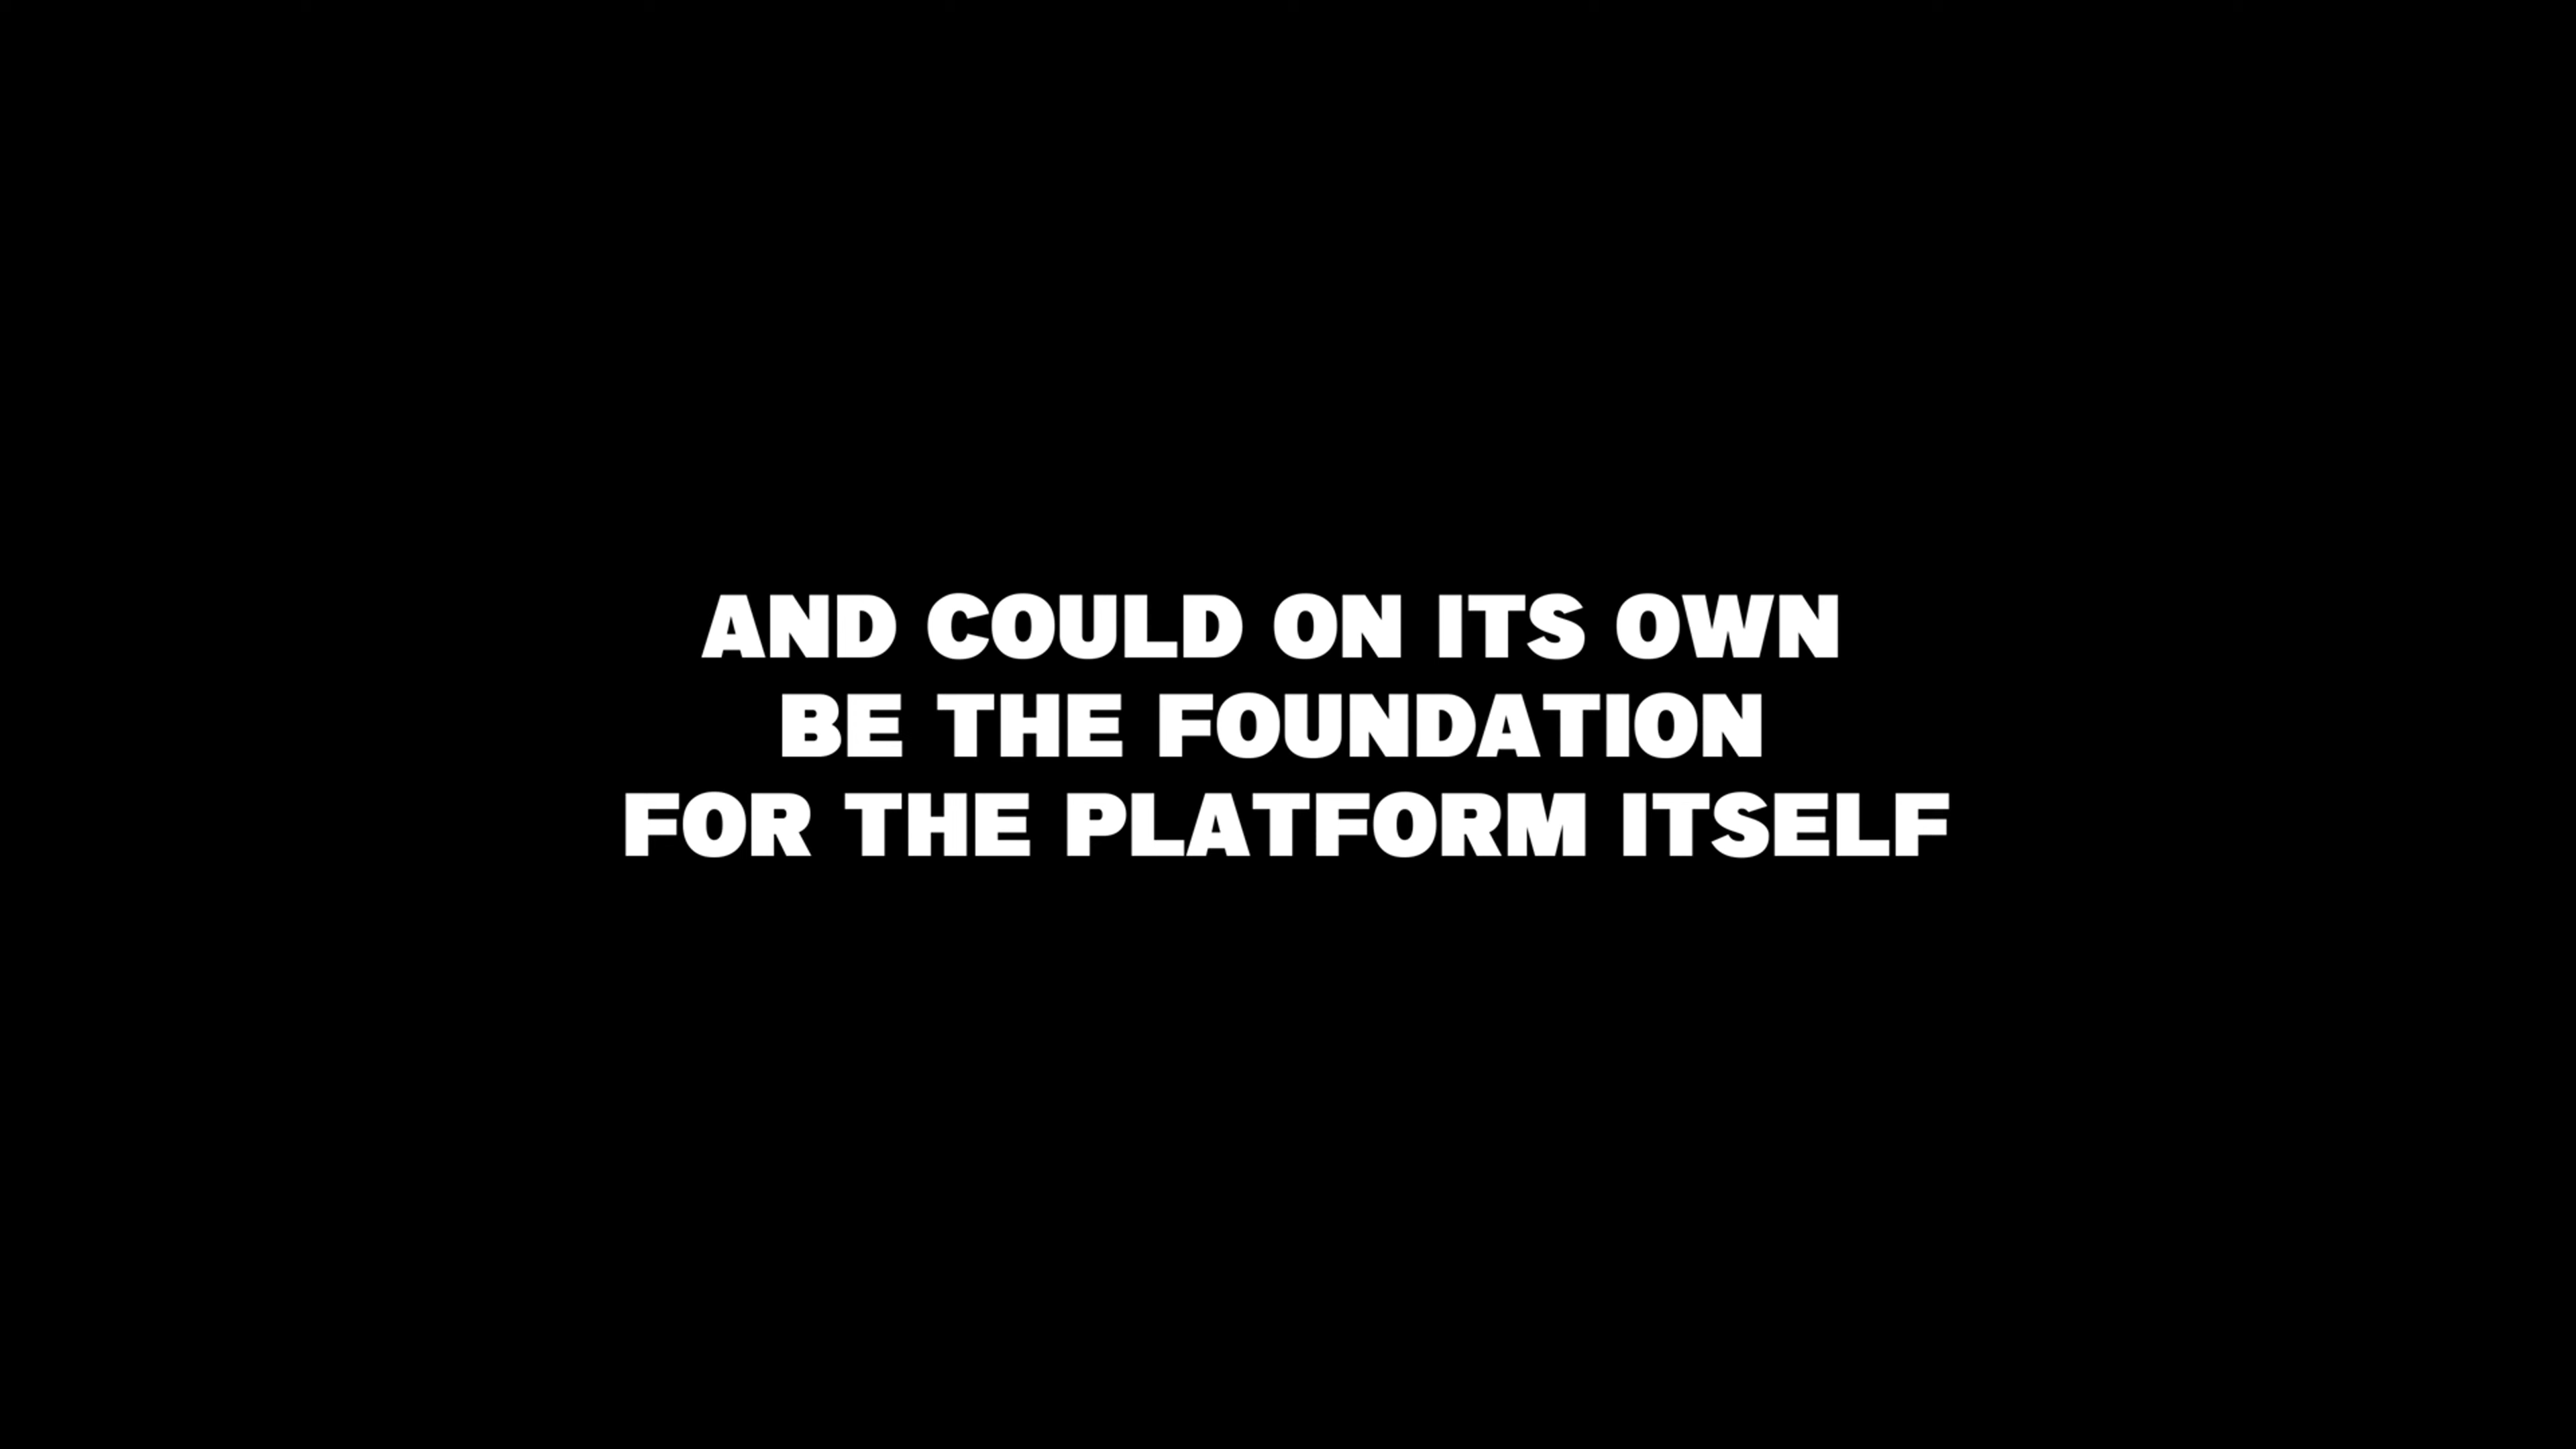 AND COULD ON ITS OWN
BE THE FOUNDATION
FOR THE PLATFORM ITSELF